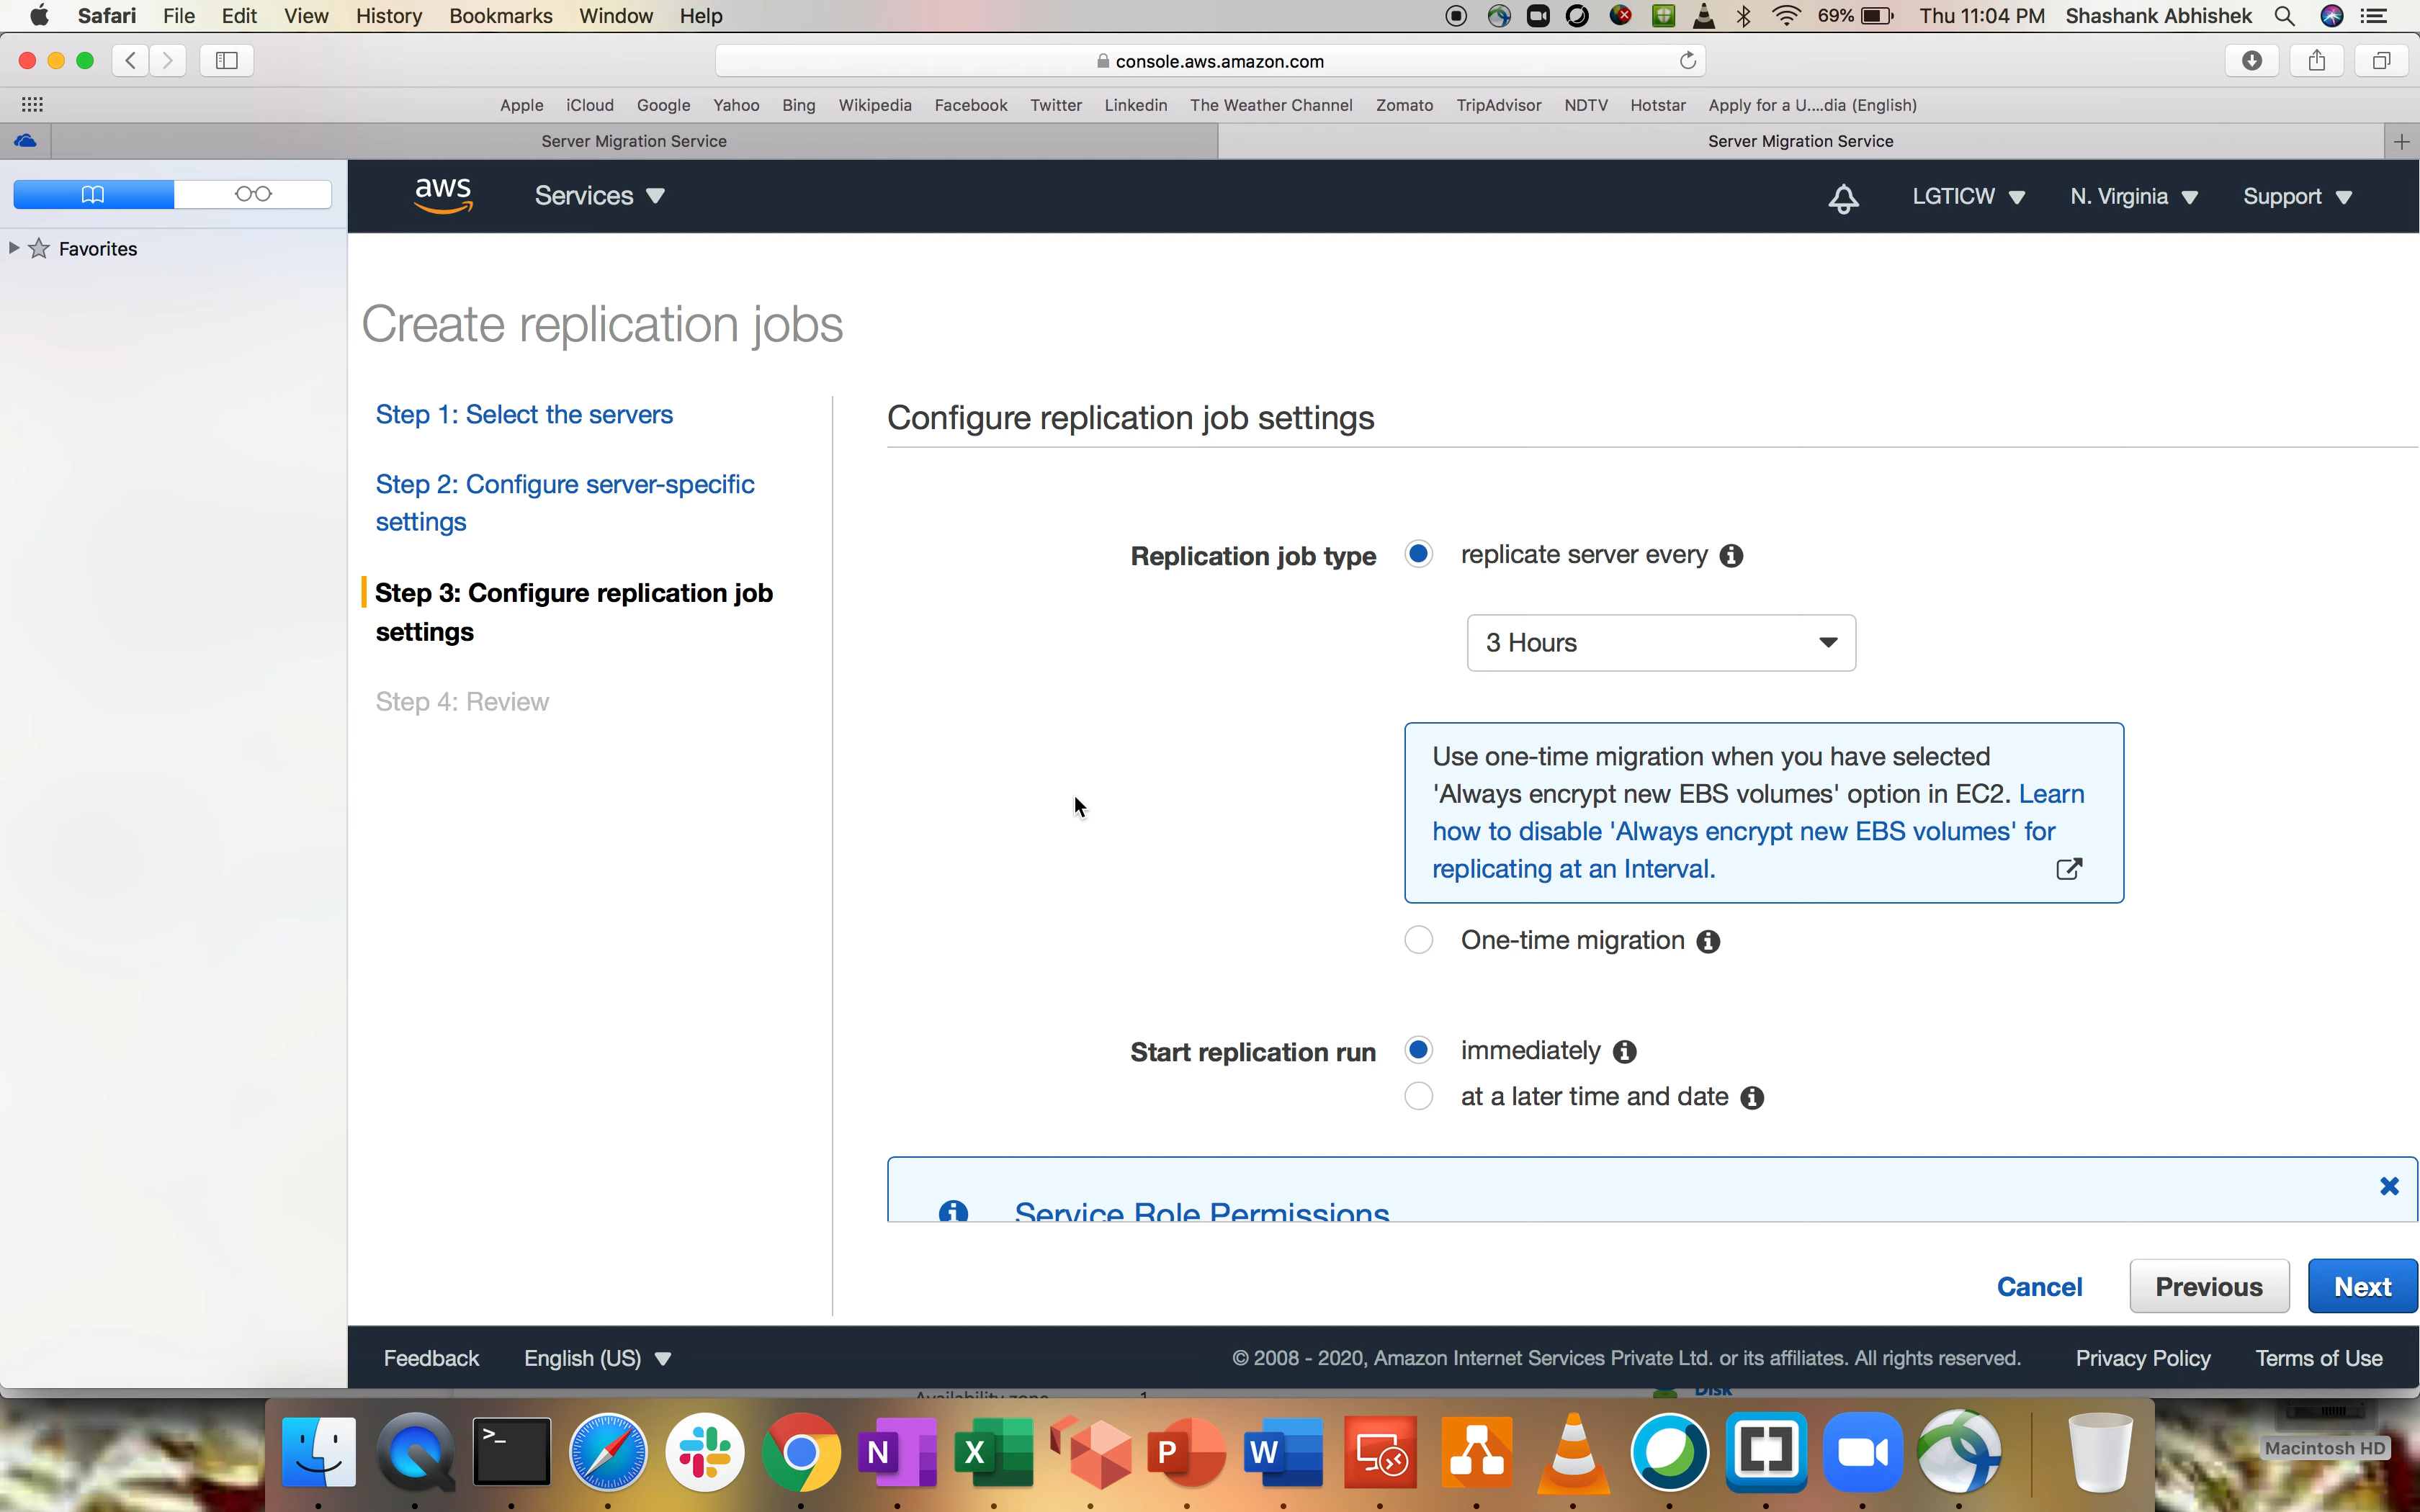 Safari File Edit View History Bookmarks Window Help 69% Thu 11:04 PM Shashank Abhishek
console.aws.amazon.com
Apple iCloud Google Yahoo Bing Wikipedia Facebook Twitter Linkedin The Weather Channel Zomato TripAdvisor NDTV Hotstar Apply for a U....dia (English)
Server Migration Service Server Migration Service
aws Services LGTICW N. Virginia Support
Favorites
Create replication jobs
Step 1: Select the servers
Step 2: Configure server-specific
settings
Step 3: Configure replication job
settings
Step 4: Review
Configure replication job settings
Replication job type replicate server every
3 Hours
Use one-time migration when you have selected
'Always encrypt new EBS volumes' option in EC2. Learn
how to disable 'Always encrypt new EBS volumes' for
replicating at an Interval.
One-time migration
Start replication run immediately
at a later time and date
Service Role Permissions
Cancel Previous Next
Feedback English (US) © 2008 - 2020, Amazon Internet Services Private Ltd. or its affiliates. All rights reserved. Privacy Policy Terms of Use
Availability zone 1 Disk
>_ N X P W
Macintosh HD